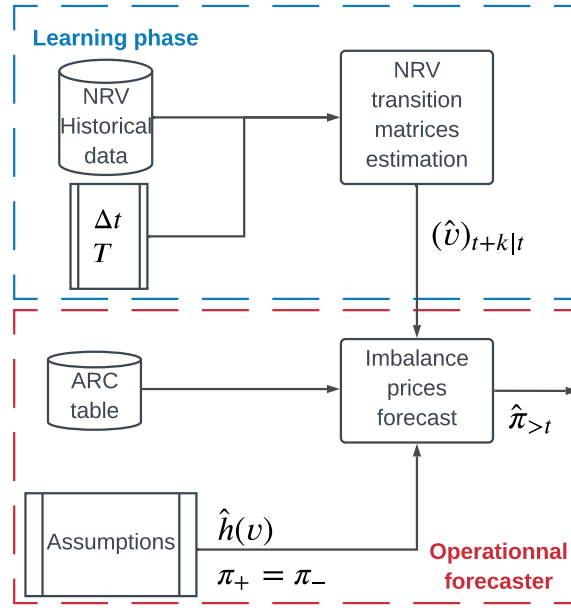 Learning phase
NRV
Historical
data
NRV
transition
matrices
estimation
Δt
T
(v̂)ₜ₊ₖ|ₜ
ARC
table
Imbalance
prices
forecast
π̂>ₜ
Assumptions
ĥ(v)
π₊ = π₋
Operationnal
forecaster